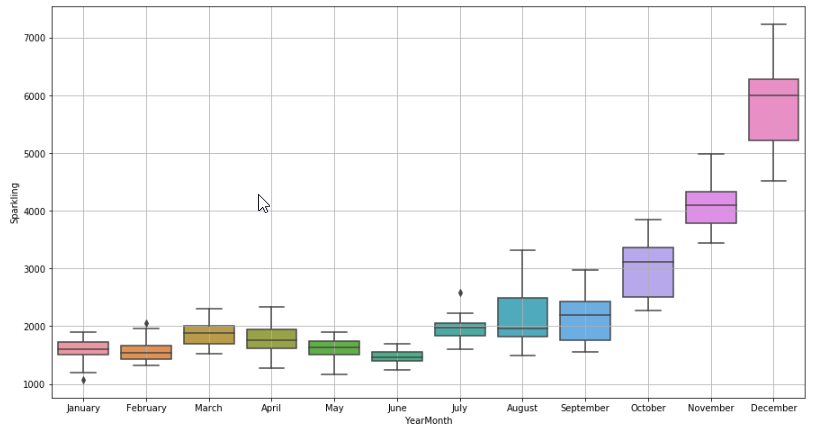 7000
6000
5000
4000
3000
2000
1000
Sparkling
January February March April May June July August September October November December
YearMonth